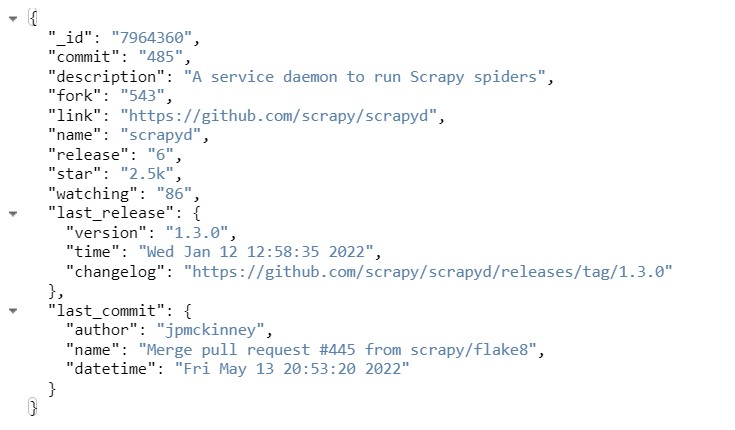 {
"_id": "7964360",
"commit": "485",
"description": "A service daemon to run Scrapy spiders",
"fork": "543",
"link": "https://github.com/scrapy/scrapyd",
"name": "scrapyd",
"release": "6",
"star": "2.5k",
"watching": "86",
"last_release": {
"version": "1.3.0",
"time": "Wed Jan 12 12:58:35 2022",
"changelog": "https://github.com/scrapy/scrapyd/releases/tag/1.3.0"
},
"last_commit": {
"author": "jpmckinney",
"name": "Merge pull request #445 from scrapy/flake8",
"datetime": "Fri May 13 20:53:20 2022"
}
}